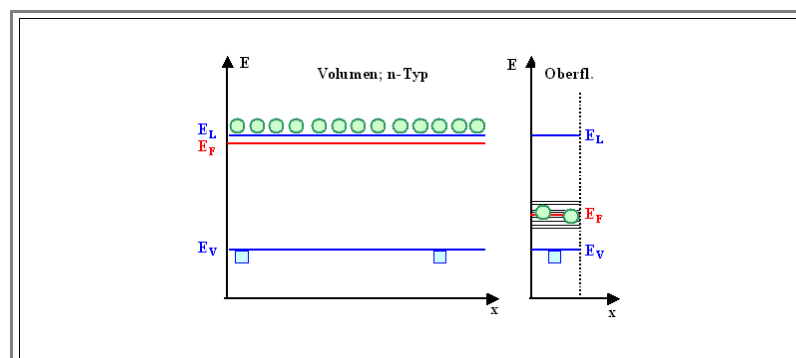 E
Volumen; n-Typ
E_L
E_F
E_V
x
E
Oberfl.
E_L
E_F
E_V
x